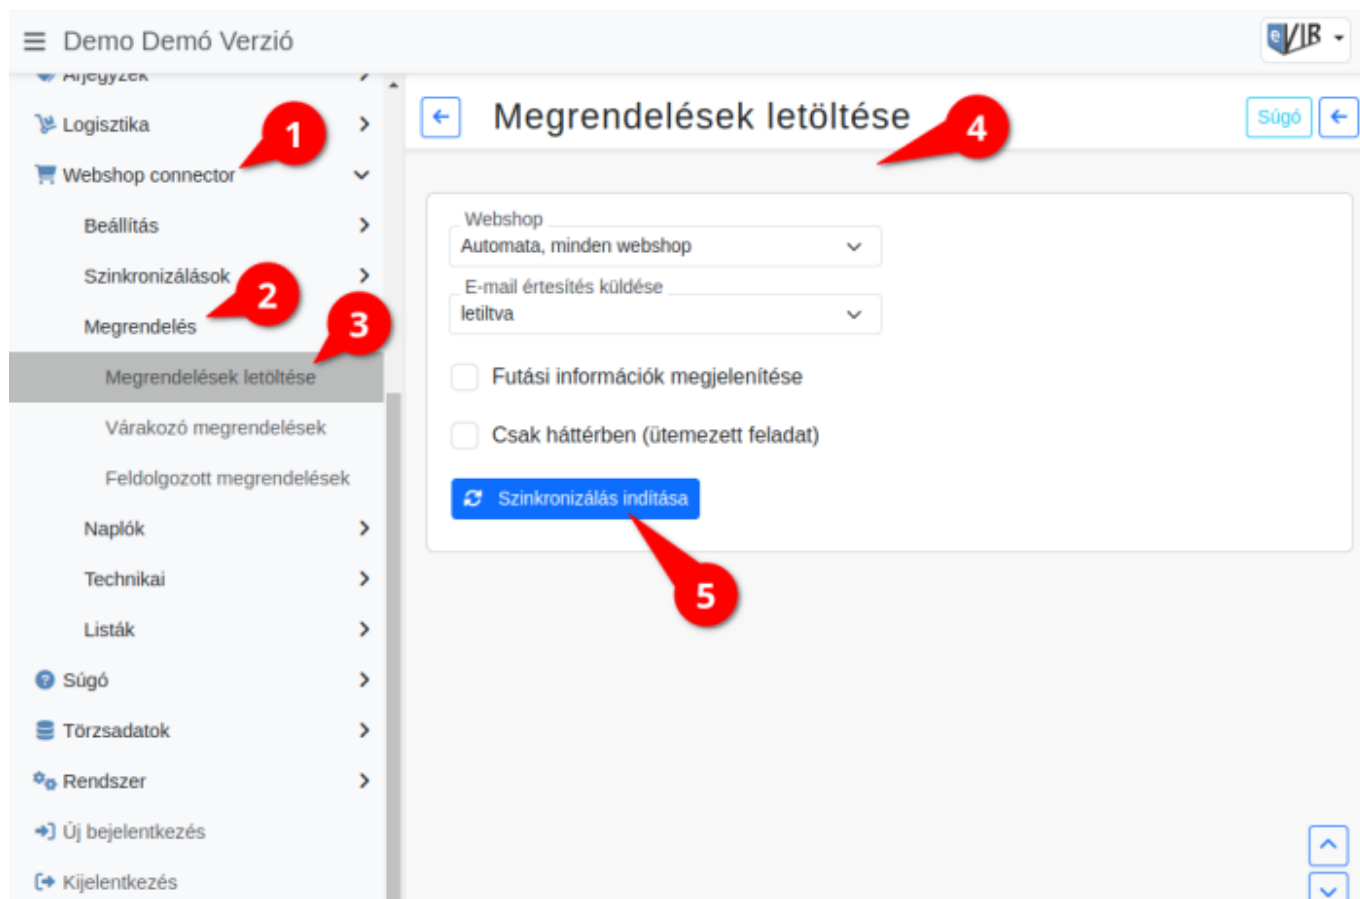 Demo Demó Verzió
eVIR
Árjegyzék
Logisztika
1
Webshop connector
Beállítás
Szinkronizálások
2
Megrendelés
3
Megrendelések letöltése
Várakozó megrendelések
Feldolgozott megrendelések
Naplók
Technikai
Listák
Súgó
Törzsadatok
Rendszer
Új bejelentkezés
Kijelentkezés
Megrendelések letöltése
4
Súgó
Webshop
Automata, minden webshop
E-mail értesítés küldése
letiltva
Futási információk megjelenítése
Csak háttérben (ütemezett feladat)
Szinkronizálás indítása
5